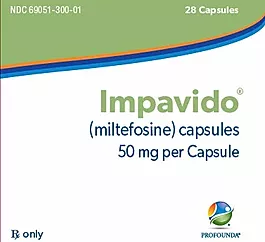 NDC 69051-300-01
28 Capsules
Impavido®
(miltefosine) capsules
50 mg per Capsule
℞ only
PROFOUNDA®